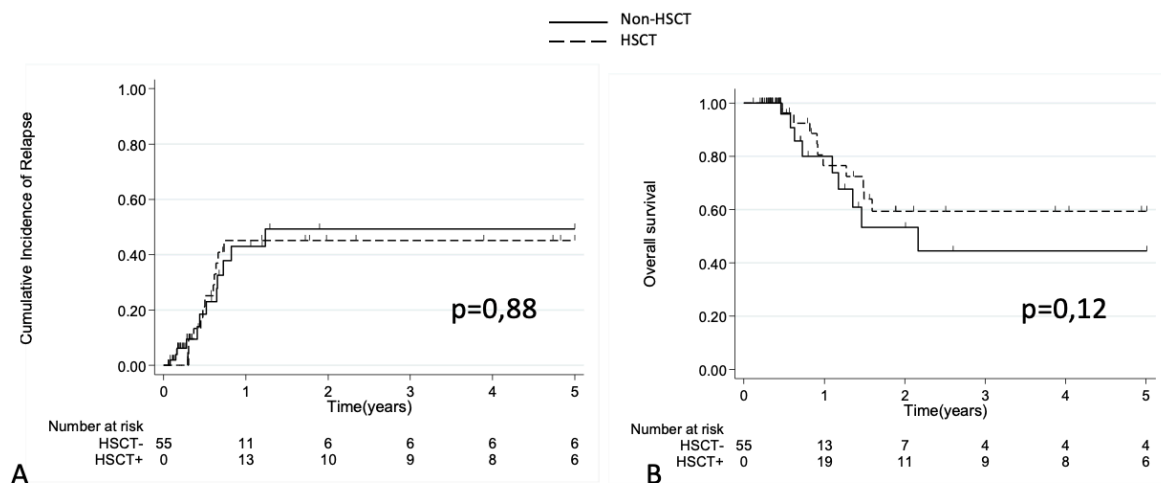 Non-HSCT
HSCT
Cumulative Incidence of Relapse
1.00
0.80
0.60
0.40
0.20
0.00
p=0,88
0 1 2 3 4 5
Time(years)
Number at risk
HSCT- 55 11 6 6 6 6
HSCT+ 0 13 10 9 8 6
A
Overall survival
1.00
0.80
0.60
0.40
0.20
0.00
p=0,12
0 1 2 3 4 5
Time(years)
Number at risk
HSCT- 55 13 7 4 4 4
HSCT+ 0 19 11 9 8 6
B